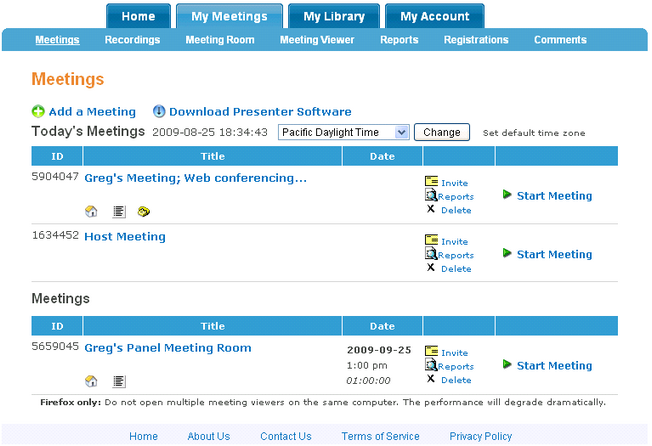 Home My Meetings My Library My Account
Meetings Recordings Meeting Room Meeting Viewer Reports Registrations Comments
Meetings
Add a Meeting Download Presenter Software
Today's Meetings 2009-08-25 18:34:43 Pacific Daylight Time Change Set default time zone
ID Title Date
5904047 Greg's Meeting; Web conferencing...
Invite
Reports
Delete
Start Meeting
1634452 Host Meeting
Invite
Reports
Delete
Start Meeting
Meetings
ID Title Date
5659045 Greg's Panel Meeting Room
2009-09-25
1:00 pm
01:00:00
Invite
Reports
Delete
Start Meeting
Firefox only: Do not open multiple meeting viewers on the same computer. The performance will degrade dramatically.
Home About Us Contact Us Terms of Service Privacy Policy